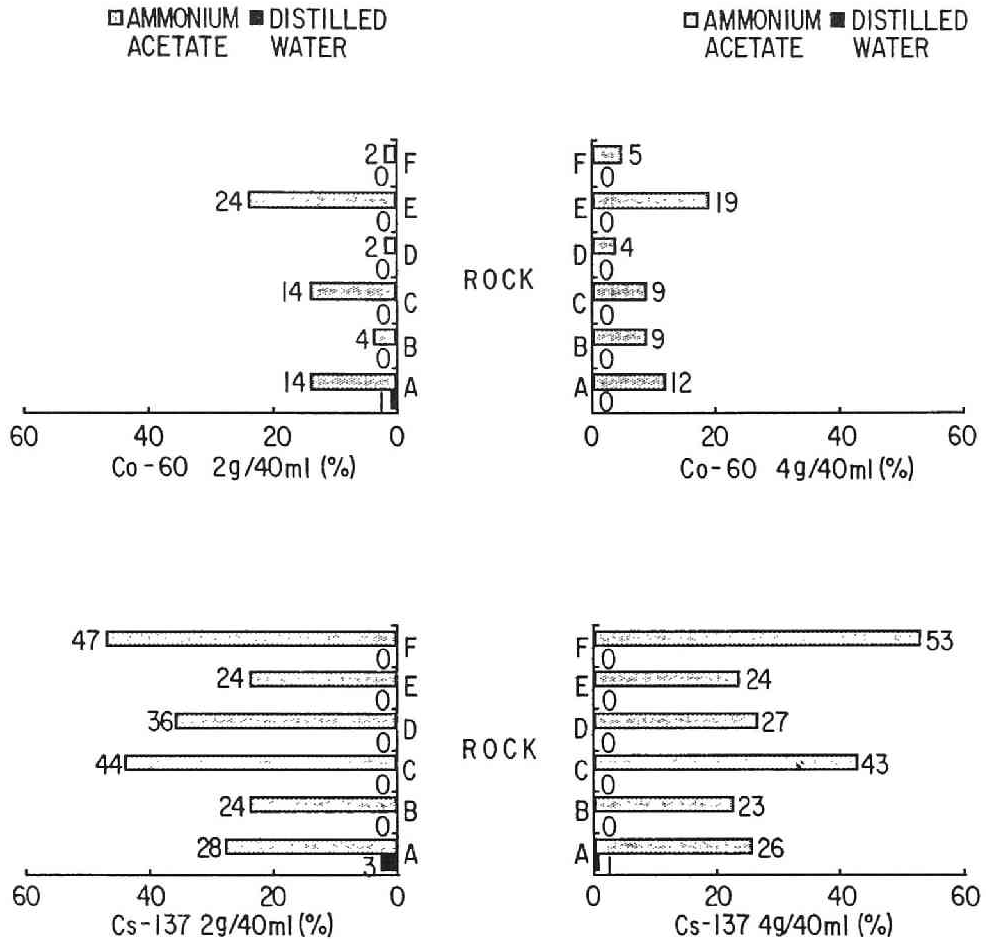 AMMONIUM ACETATE DISTILLED WATER
AMMONIUM ACETATE DISTILLED WATER
2 F
0
24 E
0
2 D
0
14 C
0
4 B
0
14 A
1
60 40 20 0
Co-60 2g/40ml (%)
ROCK
F 5
0
E 19
0
D 4
0
C 9
0
B 9
0
A 12
0
0 20 40 60
Co-60 4g/40ml (%)
47 F
0
24 E
0
36 D
0
44 C
0
24 B
0
28 A
3
60 40 20 0
Cs-137 2g/40ml (%)
ROCK
F 53
0
E 24
0
D 27
0
C 43
0
B 23
0
A 26
1
0 20 40 60
Cs-137 4g/40ml (%)